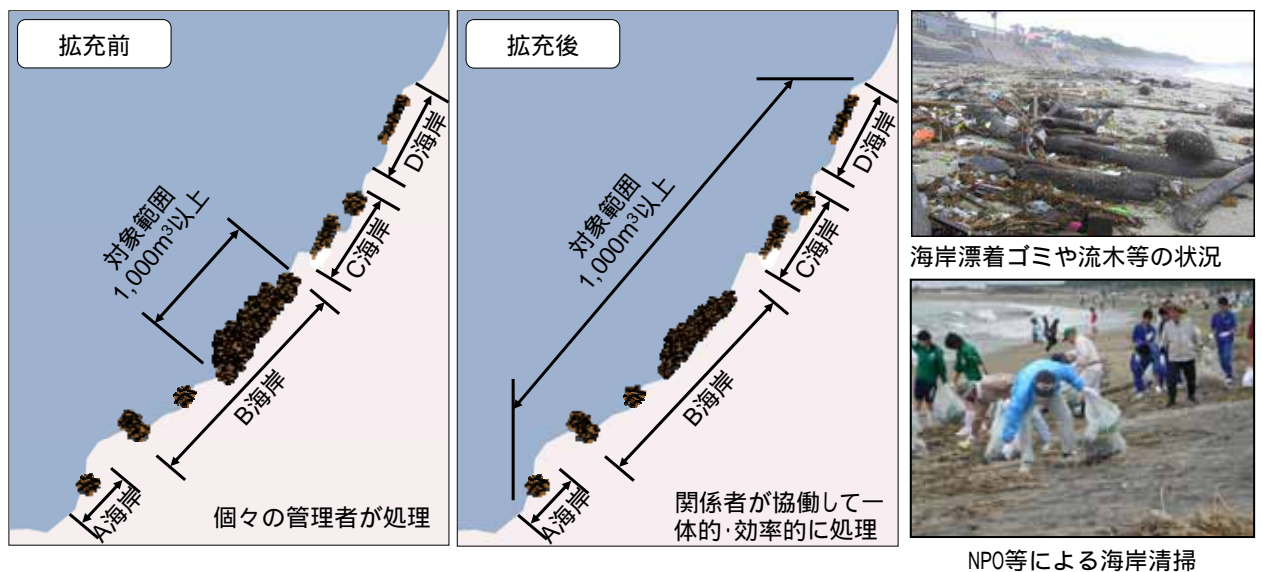 拡充前
対象範囲
1,000m³以上
D海岸
C海岸
B海岸
A海岸
個々の管理者が処理
拡充後
対象範囲
1,000m³以上
D海岸
C海岸
B海岸
A海岸
関係者が協働して一
体的・効率的に処理
海岸漂着ゴミや流木等の状況
NPO等による海岸清掃